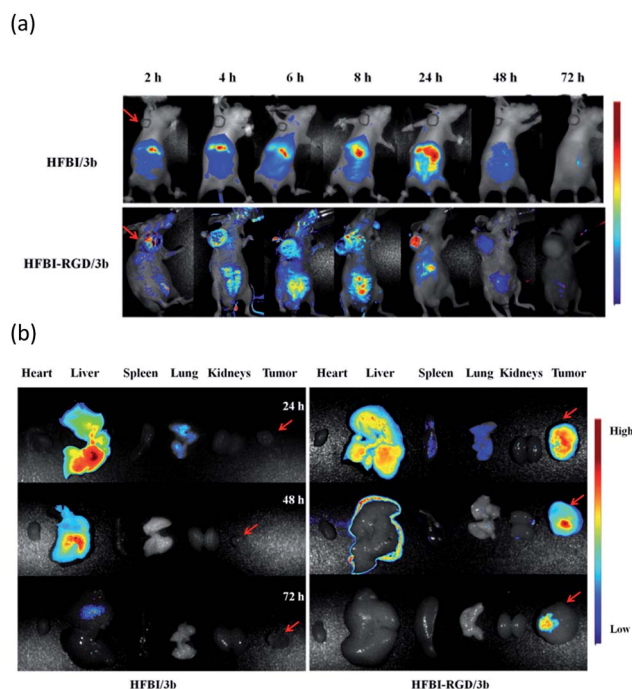 (a)
2 h 4 h 6 h 8 h 24 h 48 h 72 h
HFBI/3b
HFBI-RGD/3b
(b)
Heart Liver Spleen Lung Kidneys Tumor Heart Liver Spleen Lung Kidneys Tumor
24 h
High
48 h
72 h
Low
HFBI/3b HFBI-RGD/3b